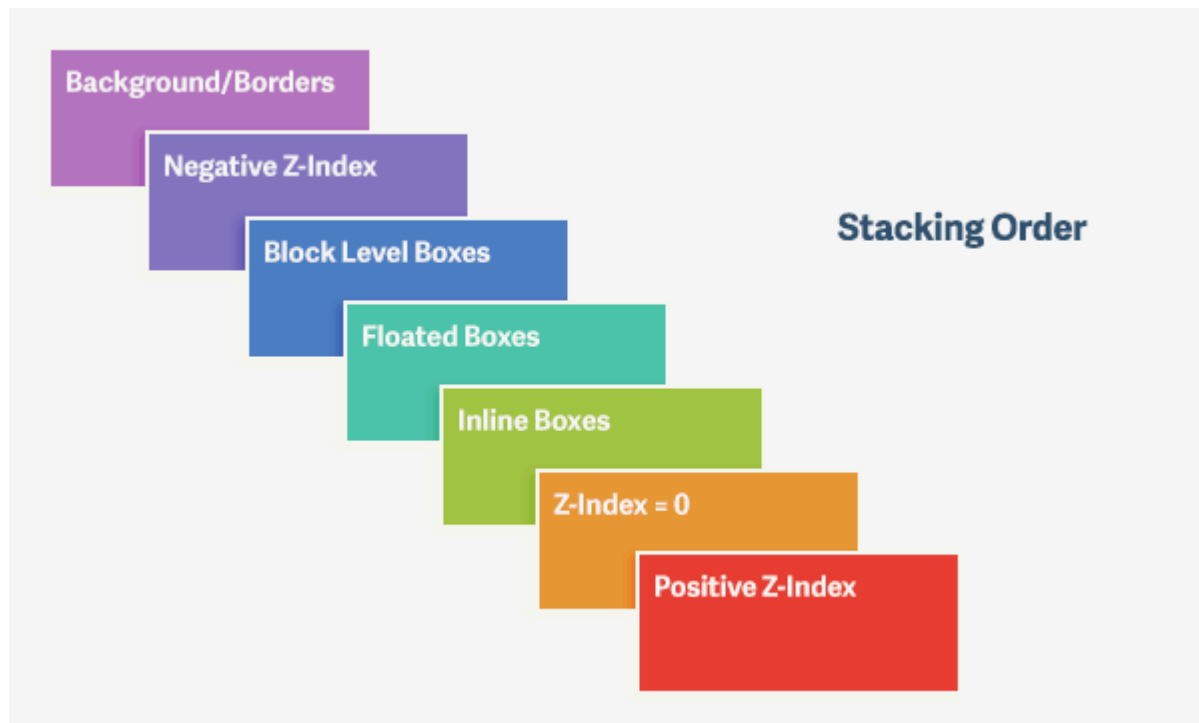 Background/Borders
Negative Z-Index
Stacking Order
Block Level Boxes
Floated Boxes
Inline Boxes
Z-Index = 0
Positive Z-Index